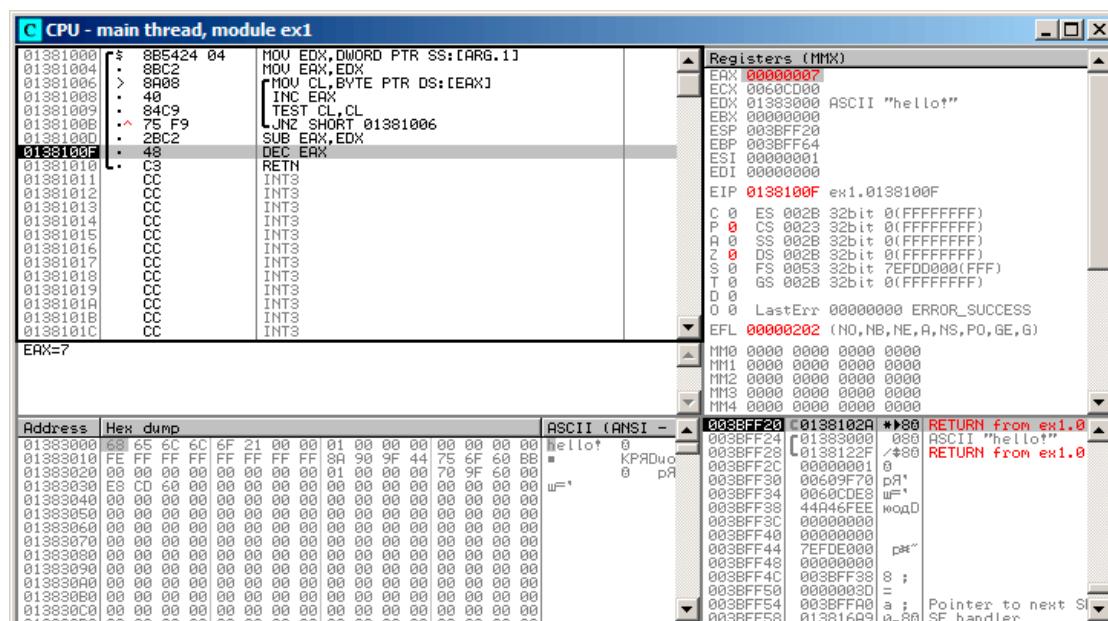 CPU - main thread, module ex1
01381000 $ 8B5424 04 MOV EDX,DWORD PTR SS:[ARG.1]
01381004 . 8BC2 MOV EAX,EDX
01381006 > 8A08 MOV CL,BYTE PTR DS:[EAX]
01381008 . 40 INC EAX
01381009 . 84C9 TEST CL,CL
0138100B .^ 75 F9 JNZ SHORT 01381006
0138100D . 2BC2 SUB EAX,EDX
0138100F . 48 DEC EAX
01381010 . C3 RETN
01381011 CC INT3
01381012 CC INT3
01381013 CC INT3
01381014 CC INT3
01381015 CC INT3
01381016 CC INT3
01381017 CC INT3
01381018 CC INT3
01381019 CC INT3
0138101A CC INT3
0138101B CC INT3
0138101C CC INT3
EAX=7
Registers (MMX)
EAX 00000007
ECX 0060CD00
EDX 01383000 ASCII "hello!"
EBX 00000000
ESP 003BFF20
EBP 003BFF64
ESI 00000001
EDI 00000000
EIP 0138100F ex1.0138100F
C 0 ES 002B 32bit 0(FFFFFFFF)
P 0 CS 0023 32bit 0(FFFFFFFF)
A 0 SS 002B 32bit 0(FFFFFFFF)
Z 0 DS 002B 32bit 0(FFFFFFFF)
S 0 FS 0053 32bit 7EFDD000(FFF)
T 0 GS 002B 32bit 0(FFFFFFFF)
D 0
O 0 LastErr 00000000 ERROR_SUCCESS
EFL 00000202 (NO,NB,NE,A,NS,PO,GE,G)
MM0 0000 0000 0000 0000
MM1 0000 0000 0000 0000
MM2 0000 0000 0000 0000
MM3 0000 0000 0000 0000
MM4 0000 0000 0000 0000
Address Hex dump ASCII (ANSI -
01383000 68 65 6C 6C 6F 21 00 00 01 00 00 00 00 00 00 00 hello!
01383010 FE FF FF FF FF FF FF FF 8A 90 9F 44 75 6F 60 BB KРЯDuo
01383020 00 00 00 00 00 00 00 00 01 00 00 00 70 9F 60 00 pЯ
01383030 E8 CD 60 00 00 00 00 00 00 00 00 00 00 00 00 00 ш='
01383040 00 00 00 00 00 00 00 00 00 00 00 00 00 00 00 00
01383050 00 00 00 00 00 00 00 00 00 00 00 00 00 00 00 00
01383060 00 00 00 00 00 00 00 00 00 00 00 00 00 00 00 00
01383070 00 00 00 00 00 00 00 00 00 00 00 00 00 00 00 00
01383080 00 00 00 00 00 00 00 00 00 00 00 00 00 00 00 00
01383090 00 00 00 00 00 00 00 00 00 00 00 00 00 00 00 00
013830A0 00 00 00 00 00 00 00 00 00 00 00 00 00 00 00 00
013830B0 00 00 00 00 00 00 00 00 00 00 00 00 00 00 00 00
013830C0 00 00 00 00 00 00 00 00 00 00 00 00 00 00 00 00
003BFF20 0138102A RETURN from ex1.0
003BFF24 01383000 ASCII "hello!"
003BFF28 0138122F RETURN from ex1.0
003BFF2C 00000001
003BFF30 00609F70 pЯ'
003BFF34 0060CDE8 ш='
003BFF38 44A46FEE юодD
003BFF3C 00000000
003BFF40 00000000
003BFF44 7EFDE000
003BFF48 00000000
003BFF4C 003BFF38 8 ;
003BFF50 0000003D =
003BFF54 003BFFA0 a ; Pointer to next S
003BFF58 013816A9 SE handler